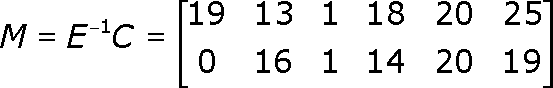 M = E⁻¹C = [19 13 1 18 20 25
0 16 1 14 20 19]